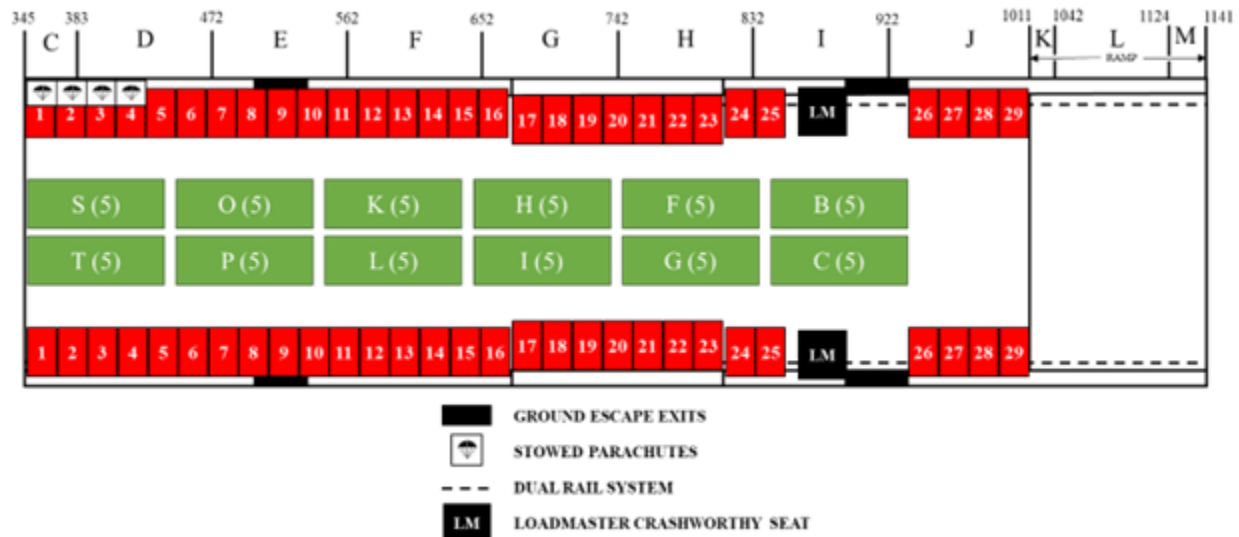 345 383 472 562 652 742 832 922 1011 1042 1124 1141
C D E F G H I J K L M
RAMP
1 2 3 4 5 6 7 8 9 10 11 12 13 14 15 16 17 18 19 20 21 22 23 24 25 LM 26 27 28 29
S (5) O (5) K (5) H (5) F (5) B (5)
T (5) P (5) L (5) I (5) G (5) C (5)
1 2 3 4 5 6 7 8 9 10 11 12 13 14 15 16 17 18 19 20 21 22 23 24 25 LM 26 27 28 29
GROUND ESCAPE EXITS
STOWED PARACHUTES
DUAL RAIL SYSTEM
LM LOADMASTER CRASHWORTHY SEAT